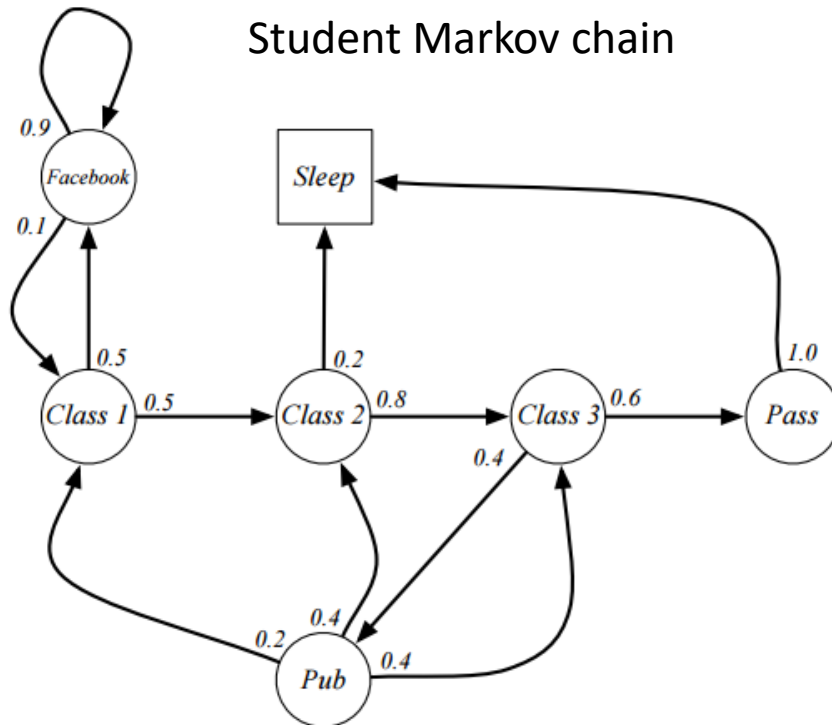 Student Markov chain
0.9
Facebook
Sleep
0.1
0.5
0.2
1.0
Class 1
0.5
Class 2
0.8
Class 3
0.6
Pass
0.4
0.2
0.4
Pub
0.4